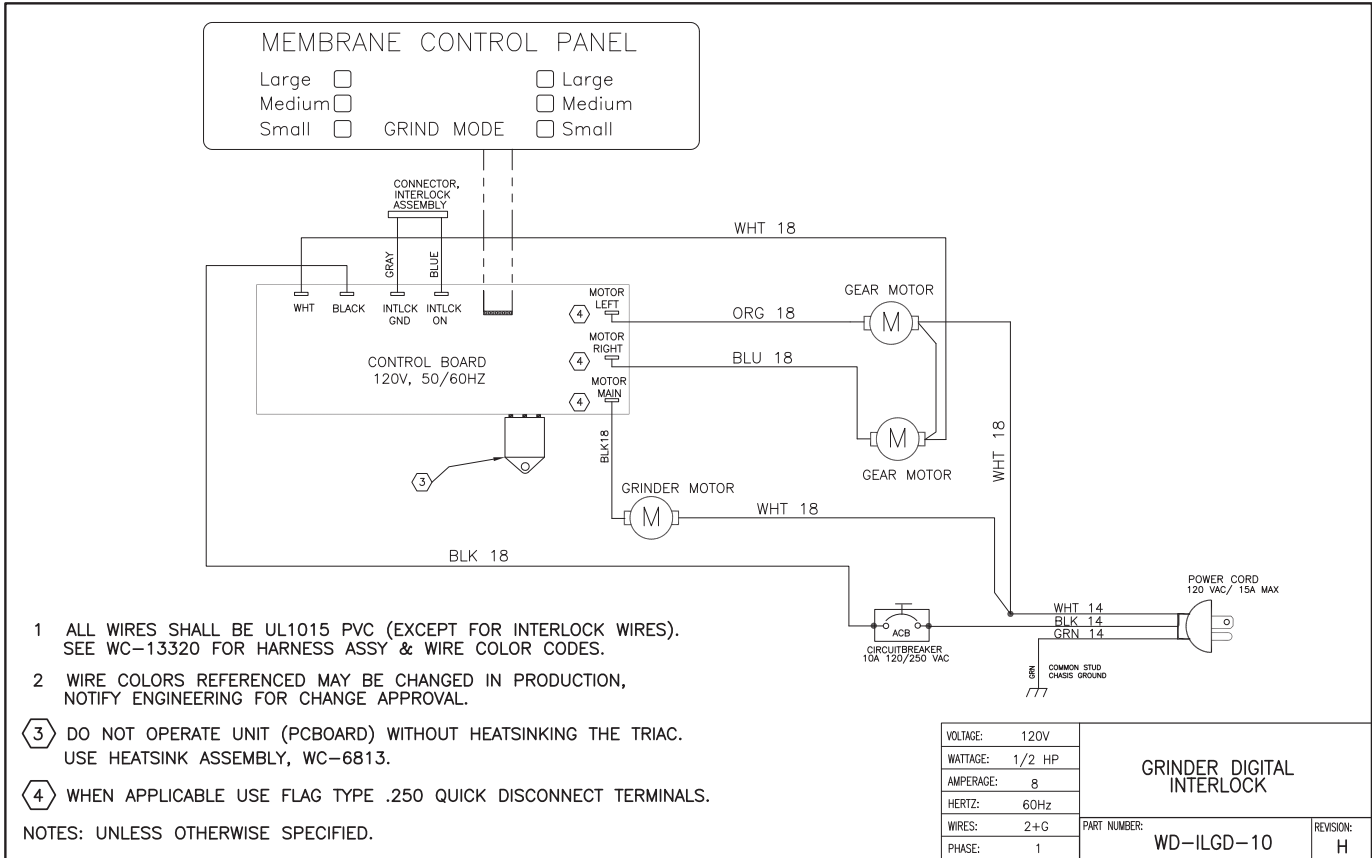 MEMBRANE CONTROL PANEL
Large Large
Medium Medium
Small GRIND MODE Small
CONNECTOR,
INTERLOCK
ASSEMBLY
GRAY
BLUE
WHT 18
WHT
BLACK
INTLCK
GND
INTLCK
ON
MOTOR
LEFT
4
MOTOR
RIGHT
4
MOTOR
MAIN
4
CONTROL BOARD
120V, 50/60HZ
GEAR MOTOR
ORG 18
M
BLU 18
M
GEAR MOTOR
WHT 18
BLK18
3
GRINDER MOTOR
M
WHT 18
BLK 18
ACB
CIRCUITBREAKER
10A 120/250 VAC
POWER CORD
120 VAC/ 15A MAX
WHT 14
BLK 14
GRN 14
GRN
COMMON STUD
CHASIS GROUND
1 ALL WIRES SHALL BE UL1015 PVC (EXCEPT FOR INTERLOCK WIRES).
SEE WC-13320 FOR HARNESS ASSY & WIRE COLOR CODES.
2 WIRE COLORS REFERENCED MAY BE CHANGED IN PRODUCTION,
NOTIFY ENGINEERING FOR CHANGE APPROVAL.
3 DO NOT OPERATE UNIT (PCBOARD) WITHOUT HEATSINKING THE TRIAC.
USE HEATSINK ASSEMBLY, WC-6813.
4 WHEN APPLICABLE USE FLAG TYPE .250 QUICK DISCONNECT TERMINALS.
NOTES: UNLESS OTHERWISE SPECIFIED.
VOLTAGE: 120V
WATTAGE: 1/2 HP
AMPERAGE: 8
HERTZ: 60Hz
WIRES: 2+G
PHASE: 1
GRINDER DIGITAL
INTERLOCK
PART NUMBER:
WD-ILGD-10
REVISION:
H